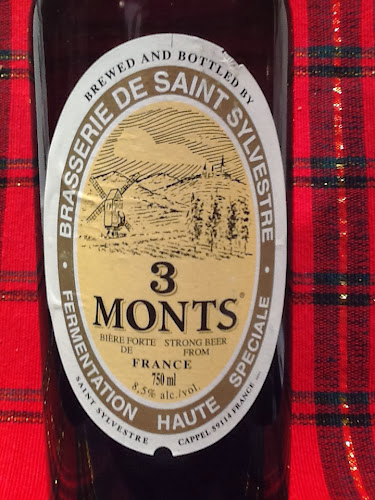 BREWED AND BOTTLED BY
BRASSERIE DE SAINT SYLVESTRE
3
MONTS®
BIÈRE FORTE STRONG BEER
DE FROM
FRANCE
750 ml
8,5% alc./vol.
FERMENTATION HAUTE SPECIALE
SAINT SYLVESTRE CAPPEL 59114 FRANCE